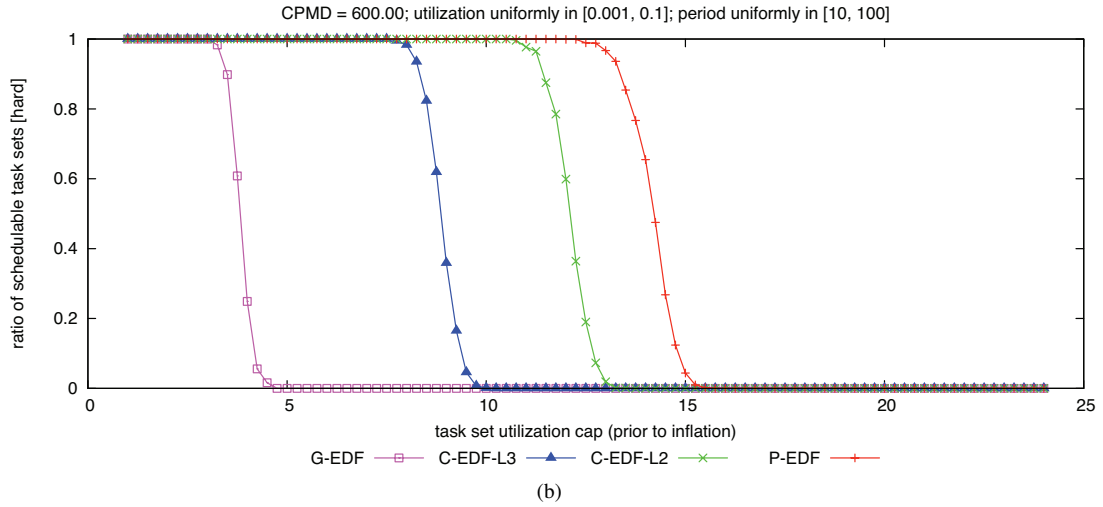 CPMD = 600.00; utilization uniformly in [0.001, 0.1]; period uniformly in [10, 100]
ratio of schedulable task sets [hard]
1
0.8
0.6
0.4
0.2
0
0 5 10 15 20 25
task set utilization cap (prior to inflation)
G-EDF C-EDF-L3 C-EDF-L2 P-EDF
(b)